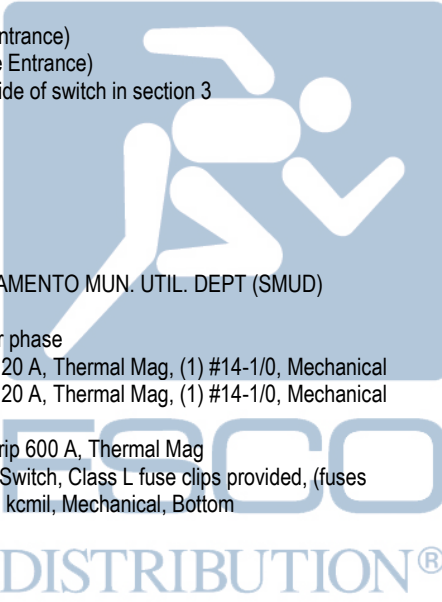 ntrance)
e Entrance)
ide of switch in section 3
AMENTO MUN. UTIL. DEPT (SMUD)
r phase
20 A, Thermal Mag, (1) #14-1/0, Mechanical
20 A, Thermal Mag, (1) #14-1/0, Mechanical
rip 600 A, Thermal Mag
Switch, Class L fuse clips provided, (fuses
kcmil, Mechanical, Bottom
ESCO
DISTRIBUTION®